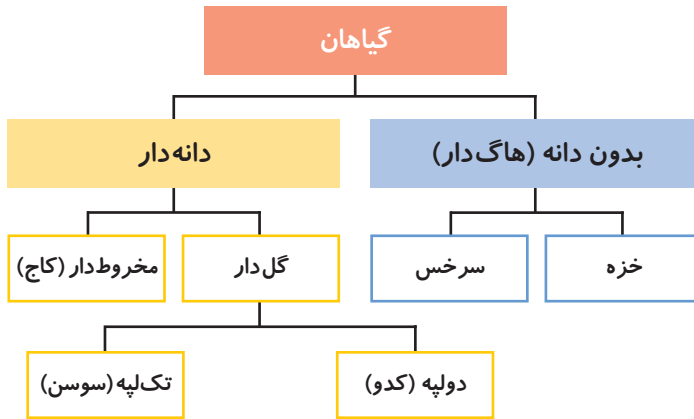 گیاهان
بدون دانه (هاگ‌دار)
دانه‌دار
خزه
سرخس
گل‌دار
مخروط‌دار (کاج)
دولپه (کدو)
تک‌لپه (سوسن)